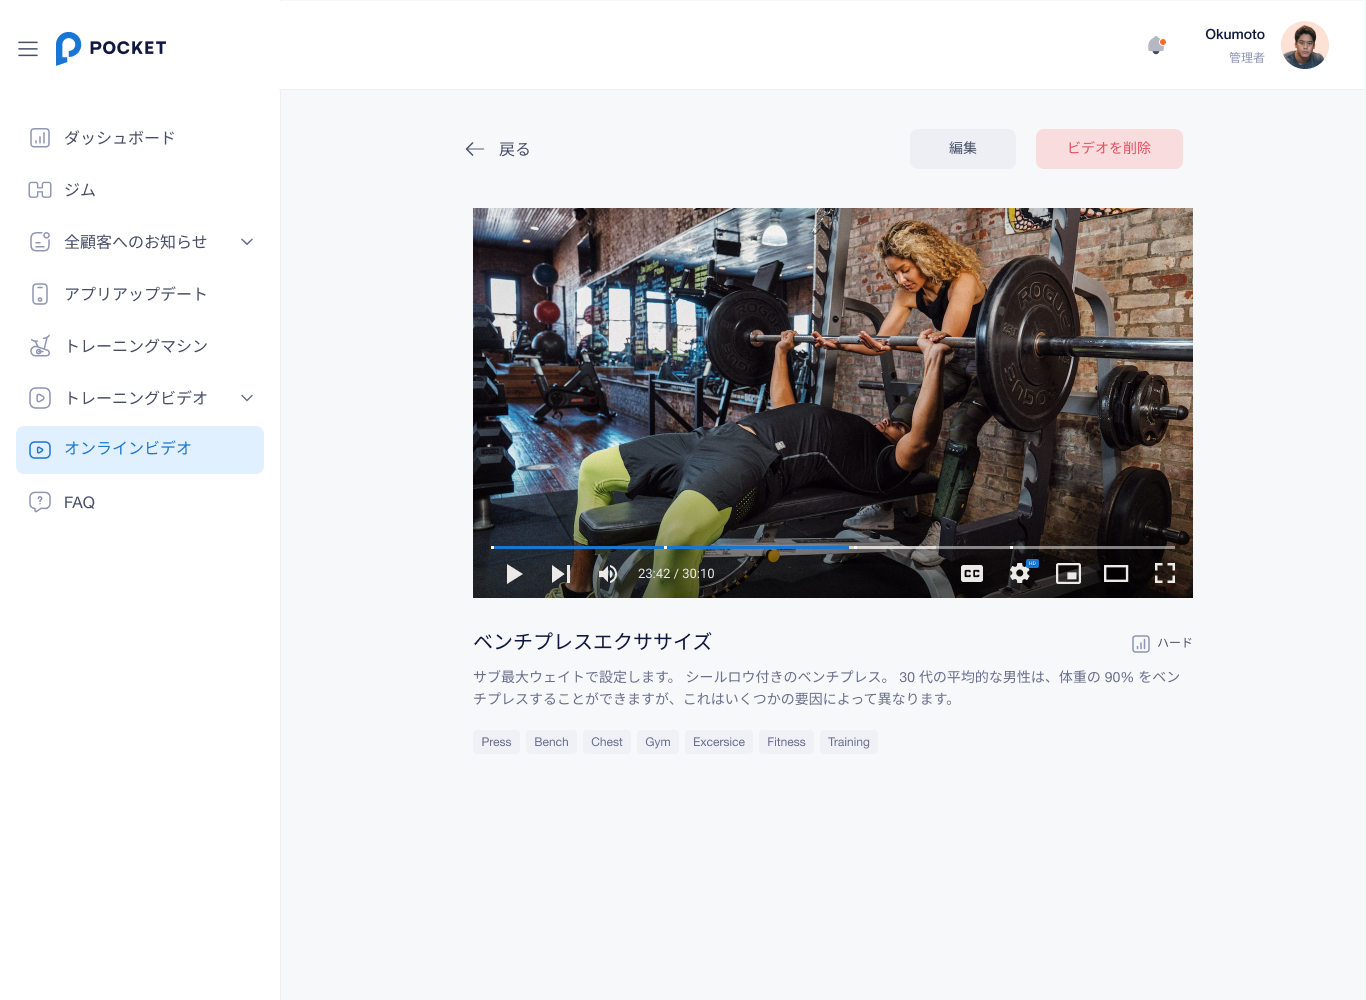 POCKET
Okumoto
管理者
ダッシュボード
ジム
全顧客へのお知らせ
アプリアップデート
トレーニングマシン
トレーニングビデオ
オンラインビデオ
FAQ
戻る
編集
ビデオを削除
ROGUE
23:42 / 30:10
CC
HD
ベンチプレスエクササイズ
ハード
サブ最大ウェイトで設定します。 シールロウ付きのベンチプレス。 30 代の平均的な男性は、体重の 90% をベン
チプレスすることができますが、これはいくつかの要因によって異なります。
Press
Bench
Chest
Gym
Excersice
Fitness
Training